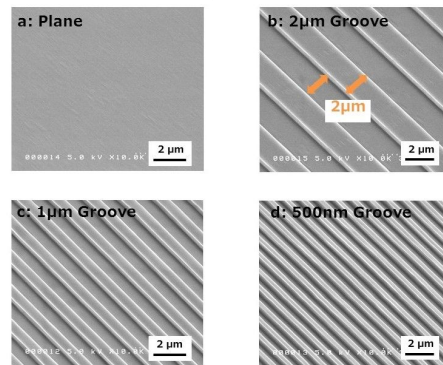 a: Plane
2 μm
000014 5.0 kV X10.0K
b: 2μm Groove
2μm
2 μm
000015 5.0 kV X10.0K
c: 1μm Groove
2 μm
000012 5.0 kV X10.0K
d: 500nm Groove
2 μm
000013 5.0 kV X10.0K